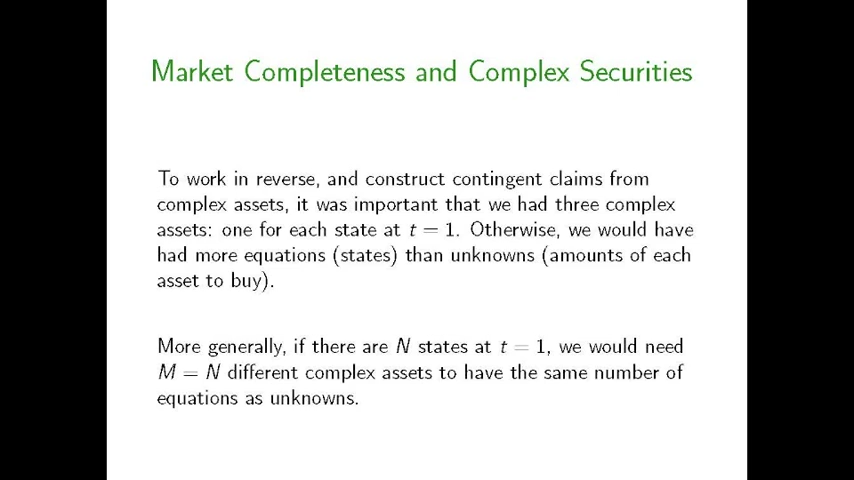 Market Completeness and Complex Securities
To work in reverse, and construct contingent claims from
complex assets, it was important that we had three complex
assets: one for each state at t = 1. Otherwise, we would have
had more equations (states) than unknowns (amounts of each
asset to buy).
More generally, if there are N states at t = 1, we would need
M = N different complex assets to have the same number of
equations as unknowns.